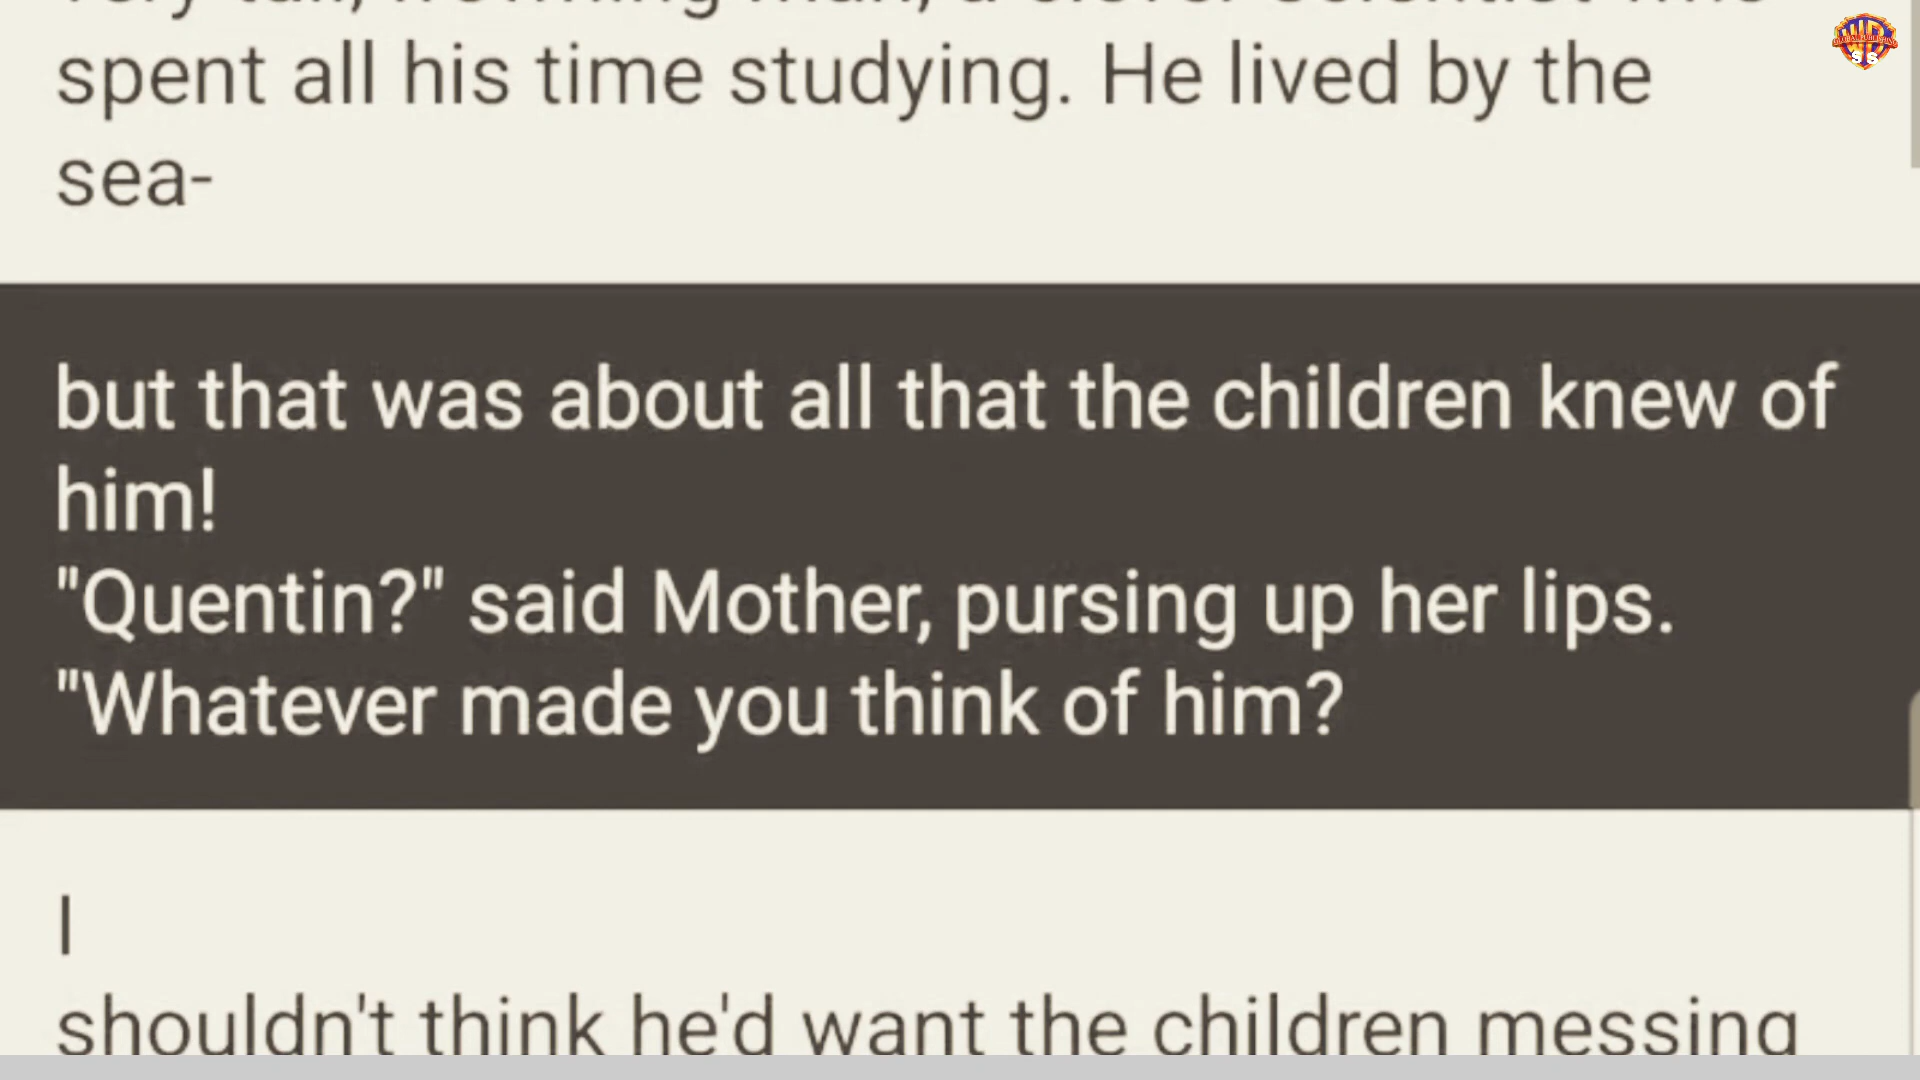 spent all his time studying. He lived by the
sea-
but that was about all that the children knew of
him!
"Quentin?" said Mother, pursing up her lips.
"Whatever made you think of him?
I
shouldn't think he'd want the children messing